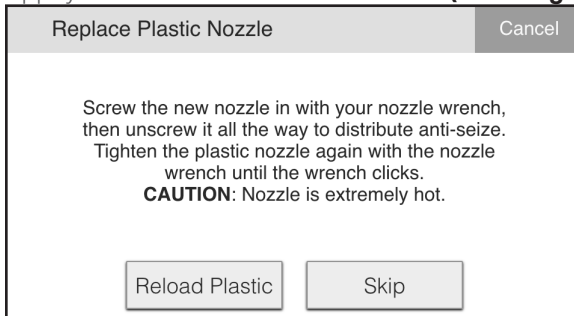 Replace Plastic Nozzle Cancel
Screw the new nozzle in with your nozzle wrench,
then unscrew it all the way to distribute anti-seize.
Tighten the plastic nozzle again with the nozzle
wrench until the wrench clicks.
CAUTION: Nozzle is extremely hot.
Reload Plastic Skip